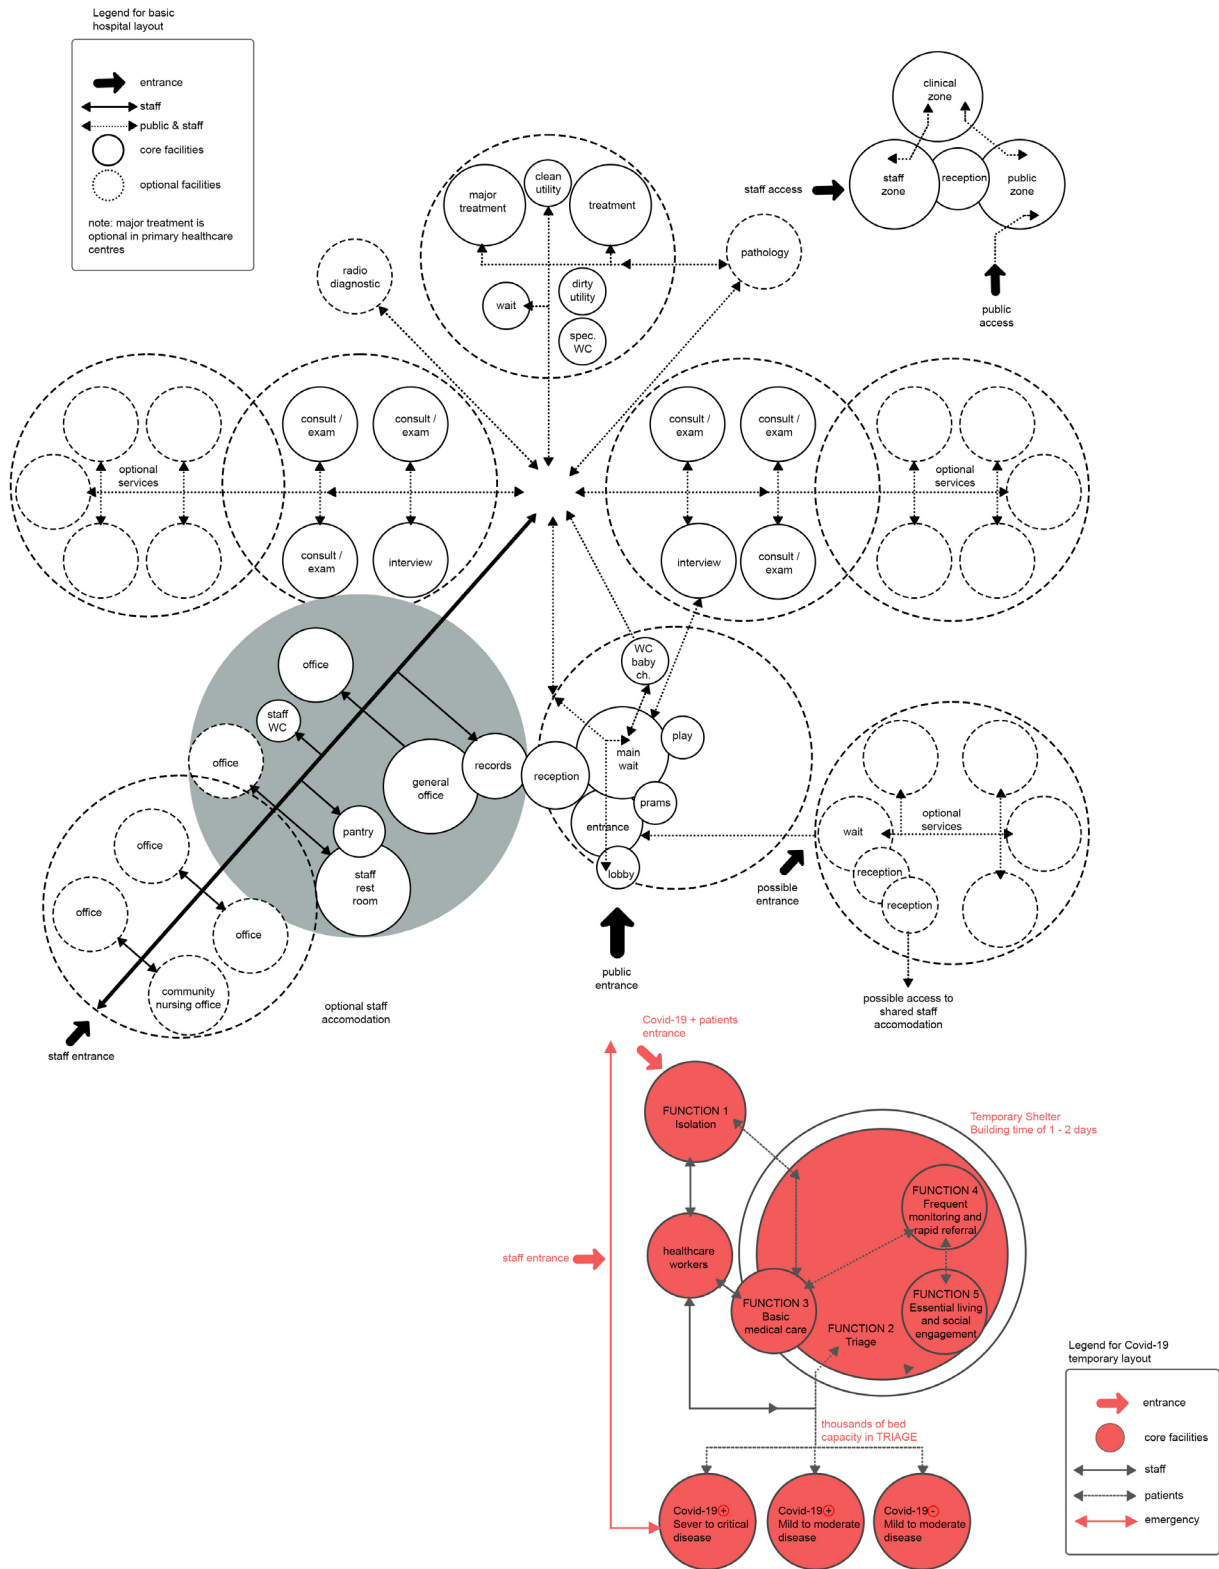 Legend for basic
hospital layout
entrance
staff
public & staff
core facilities
optional facilities
note: major treatment is
optional in primary healthcare
centres
clinical
zone
staff access
staff
zone
reception
public
zone
public
access
major
treatment
clean
utility
treatment
radio
diagnostic
pathology
wait
dirty
utility
spec.
WC
optional
services
consult /
exam
consult /
exam
consult /
exam
interview
consult /
exam
consult /
exam
interview
consult /
exam
optional
services
office
staff
WC
office
general
office
records
pantry
staff
rest
room
WC
baby
ch.
play
main
wait
reception
prams
entrance
lobby
possible
entrance
public
entrance
wait
optional
services
reception
reception
possible access to
shared staff
accomodation
office
office
office
community
nursing office
optional staff
accomodation
staff entrance
Covid-19 + patients
entrance
FUNCTION 1
Isolation
Temporary Shelter
Building time of 1 - 2 days
FUNCTION 4
Frequent
monitoring and
rapid referral
staff entrance
healthcare
workers
FUNCTION 3
Basic
medical care
FUNCTION 2
Triage
FUNCTION 5
Essential living
and social
engagement
thousands of bed
capacity in TRIAGE
Covid-19 +
Sever to critical
disease
Covid-19 +
Mild to moderate
disease
Covid-19 -
Mild to moderate
disease
Legend for Covid-19
temporary layout
entrance
core facilities
staff
patients
emergency